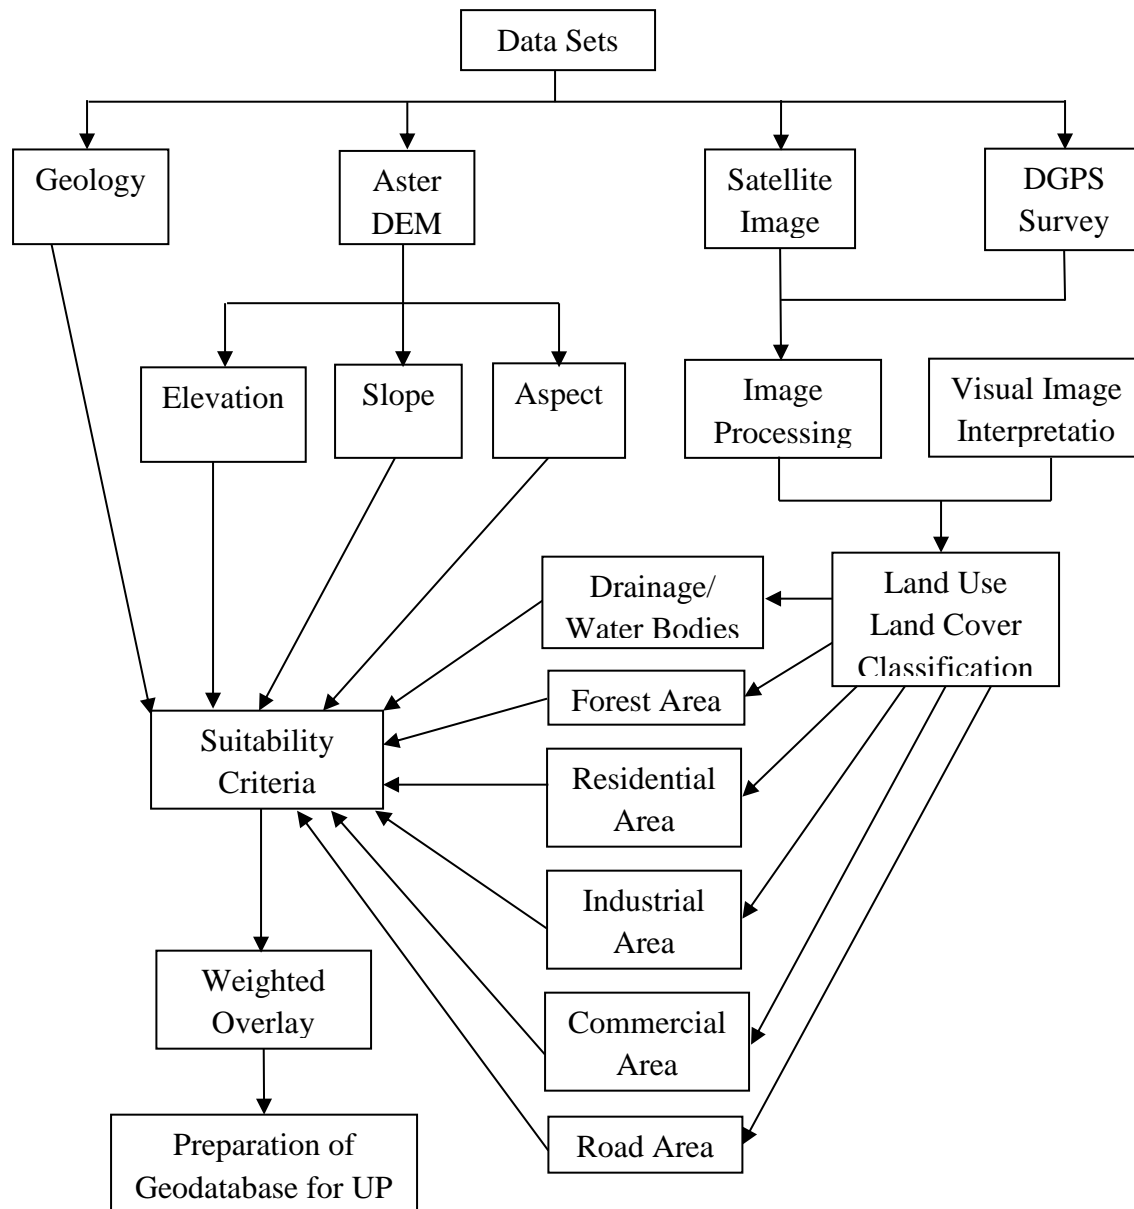 Data Sets
Geology
Aster
DEM
Satellite
Image
DGPS
Survey
Elevation
Slope
Aspect
Image
Processing
Visual Image
Interpretatio
Drainage/
Water Bodies
Land Use
Land Cover
Classification
Forest Area
Suitability
Criteria
Residential
Area
Industrial
Area
Weighted
Overlay
Commercial
Area
Road Area
Preparation of
Geodatabase for UP